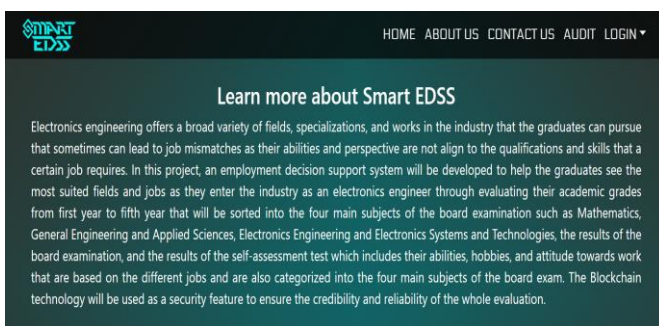 SMART
EDSS
HOME ABOUT US CONTACT US AUDIT LOGIN
Learn more about Smart EDSS
Electronics engineering offers a broad variety of fields, specializations, and works in the industry that the graduates can pursue
that sometimes can lead to job mismatches as their abilities and perspective are not align to the qualifications and skills that a
certain job requires. In this project, an employment decision support system will be developed to help the graduates see the
most suited fields and jobs as they enter the industry as an electronics engineer through evaluating their academic grades
from first year to fifth year that will be sorted into the four main subjects of the board examination such as Mathematics,
General Engineering and Applied Sciences, Electronics Engineering and Electronics Systems and Technologies, the results of the
board examination, and the results of the self-assessment test which includes their abilities, hobbies, and attitude towards work
that are based on the different jobs and are also categorized into the four main subjects of the board exam. The Blockchain
technology will be used as a security feature to ensure the credibility and reliability of the whole evaluation.